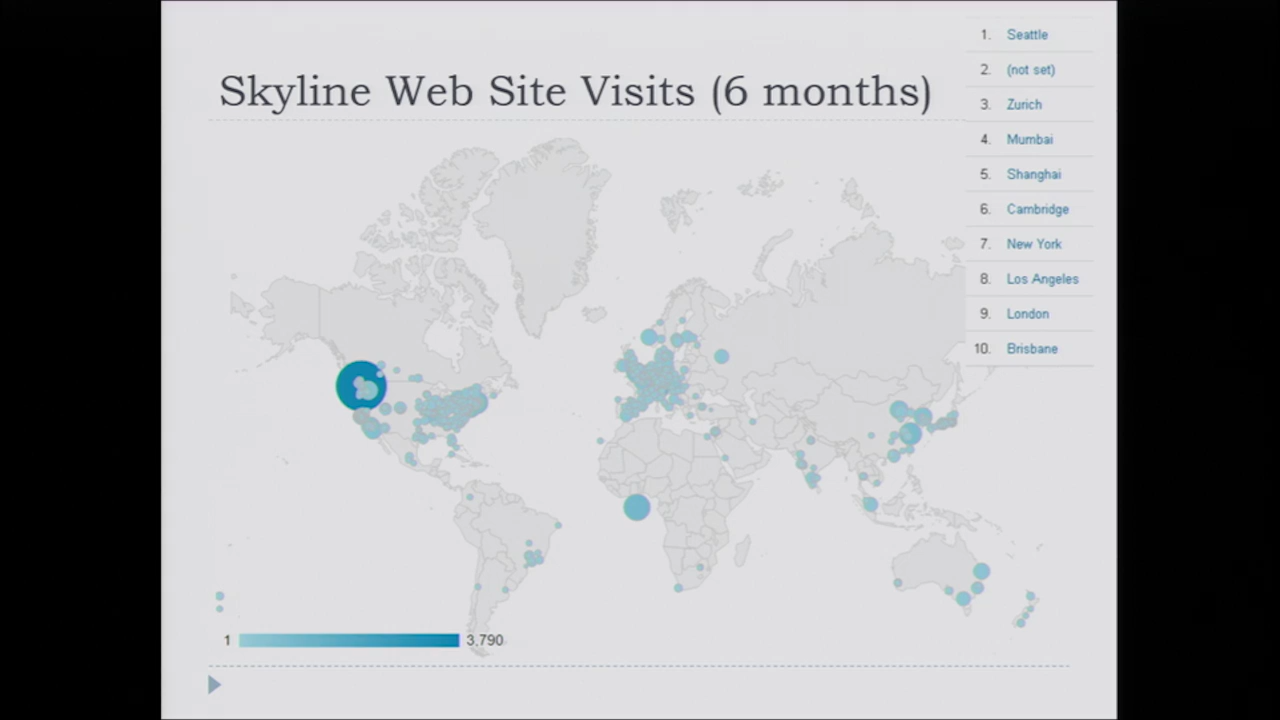 Skyline Web Site Visits (6 months)
1. Seattle
2. (not set)
3. Zurich
4. Mumbai
5. Shanghai
6. Cambridge
7. New York
8. Los Angeles
9. London
10. Brisbane
1 3,790